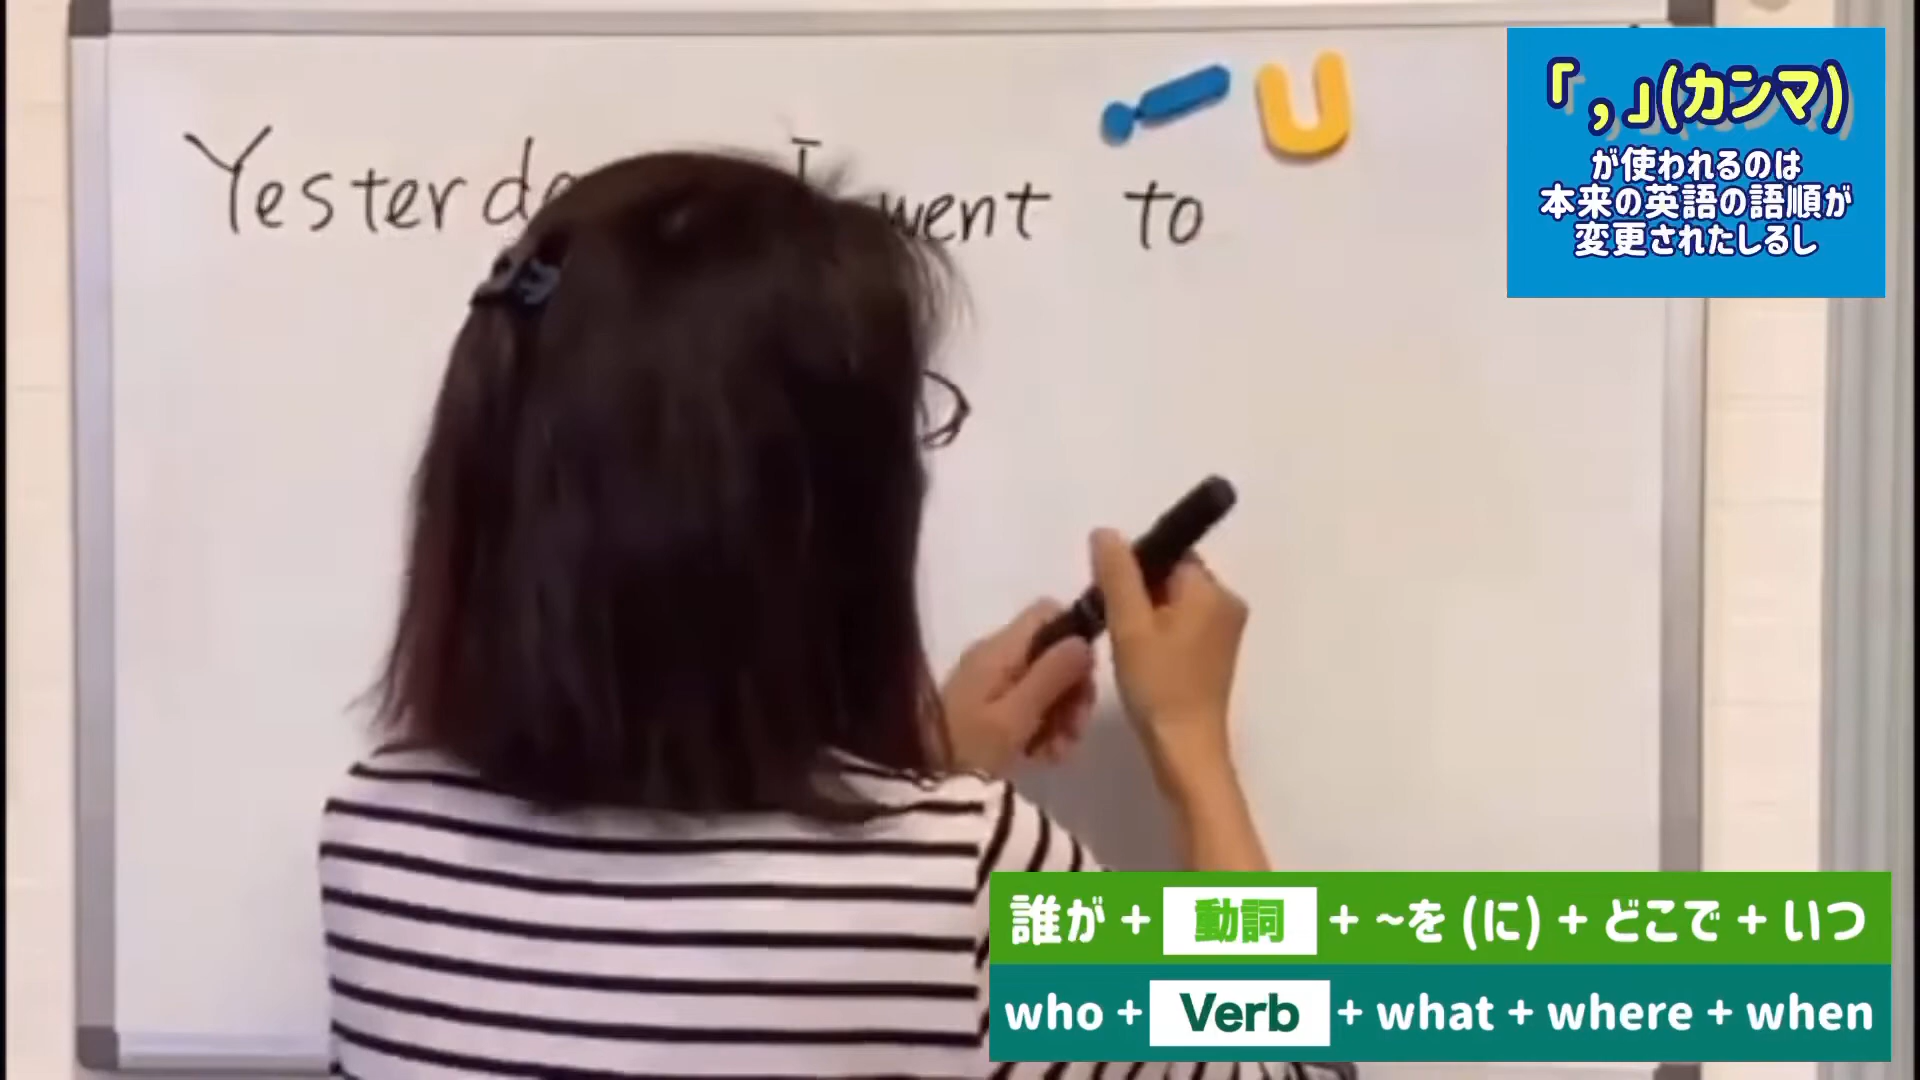 Yesterda I went to
U
「,」(カンマ)
が使われるのは
本来の英語の語順が
変更されたしるし
誰が + 動詞 + ~を (に) + どこで + いつ
who + Verb + what + where + when